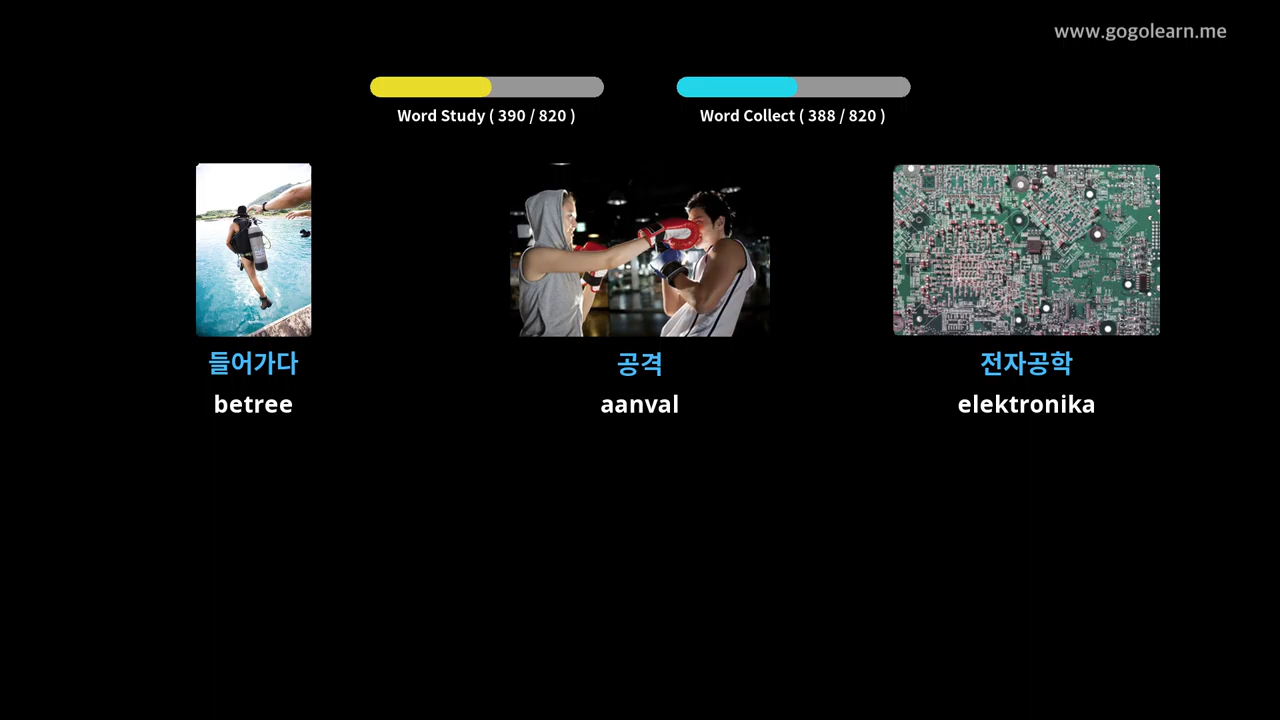 www.gogolearn.me
Word Study ( 390 / 820 )
Word Collect ( 388 / 820 )
들어가다
공격
전자공학
betree
aanval
elektronika